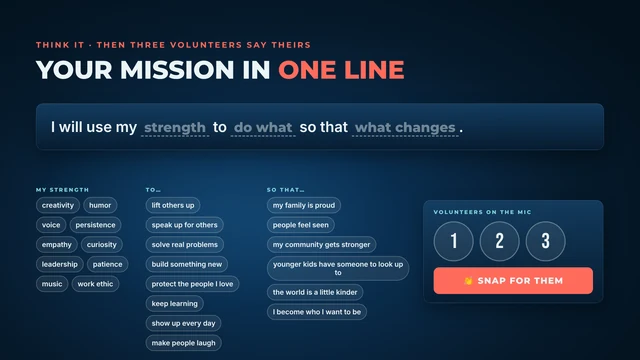 THINK IT · THEN THREE VOLUNTEERS SAY THEIRS
YOUR MISSION IN ONE LINE
I will use my strength to do what so that what changes.
MY STRENGTH
creativity humor
voice persistence
empathy curiosity
leadership patience
music work ethic
TO…
lift others up
speak up for others
solve real problems
build something new
protect the people I love
keep learning
show up every day
make people laugh
SO THAT…
my family is proud
people feel seen
my community gets stronger
younger kids have someone to look up
to
the world is a little kinder
I become who I want to be
VOLUNTEERS ON THE MIC
1 2 3
👏 SNAP FOR THEM